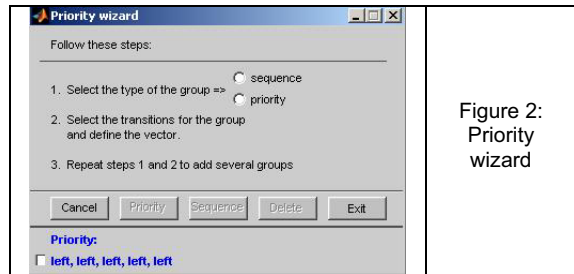 Priority wizard
Follow these steps:
1. Select the type of the group =>
sequence
priority
2. Select the transitions for the group
and define the vector.
3. Repeat steps 1 and 2 to add several groups
Cancel Priority Sequence Delete Exit
Priority:
left, left, left, left, left
Figure 2:
Priority
wizard